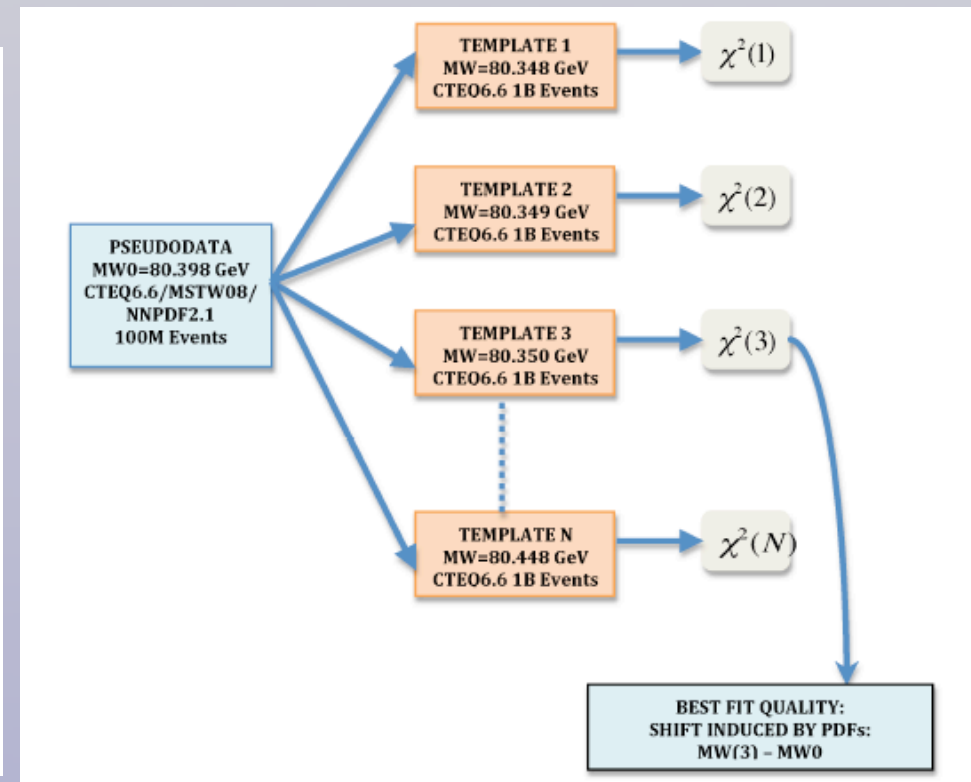 TEMPLATE 1
MW=80.348 GeV
CTEQ6.6 1B Events
χ²(1)
TEMPLATE 2
MW=80.349 GeV
CTEQ6.6 1B Events
χ²(2)
PSEUDODATA
MW0=80.398 GeV
CTEQ6.6/MSTW08/
NNPDF2.1
100M Events
TEMPLATE 3
MW=80.350 GeV
CTEQ6.6 1B Events
χ²(3)
TEMPLATE N
MW=80.448 GeV
CTEQ6.6 1B Events
χ²(N)
BEST FIT QUALITY:
SHIFT INDUCED BY PDFs:
MW(3) – MW0